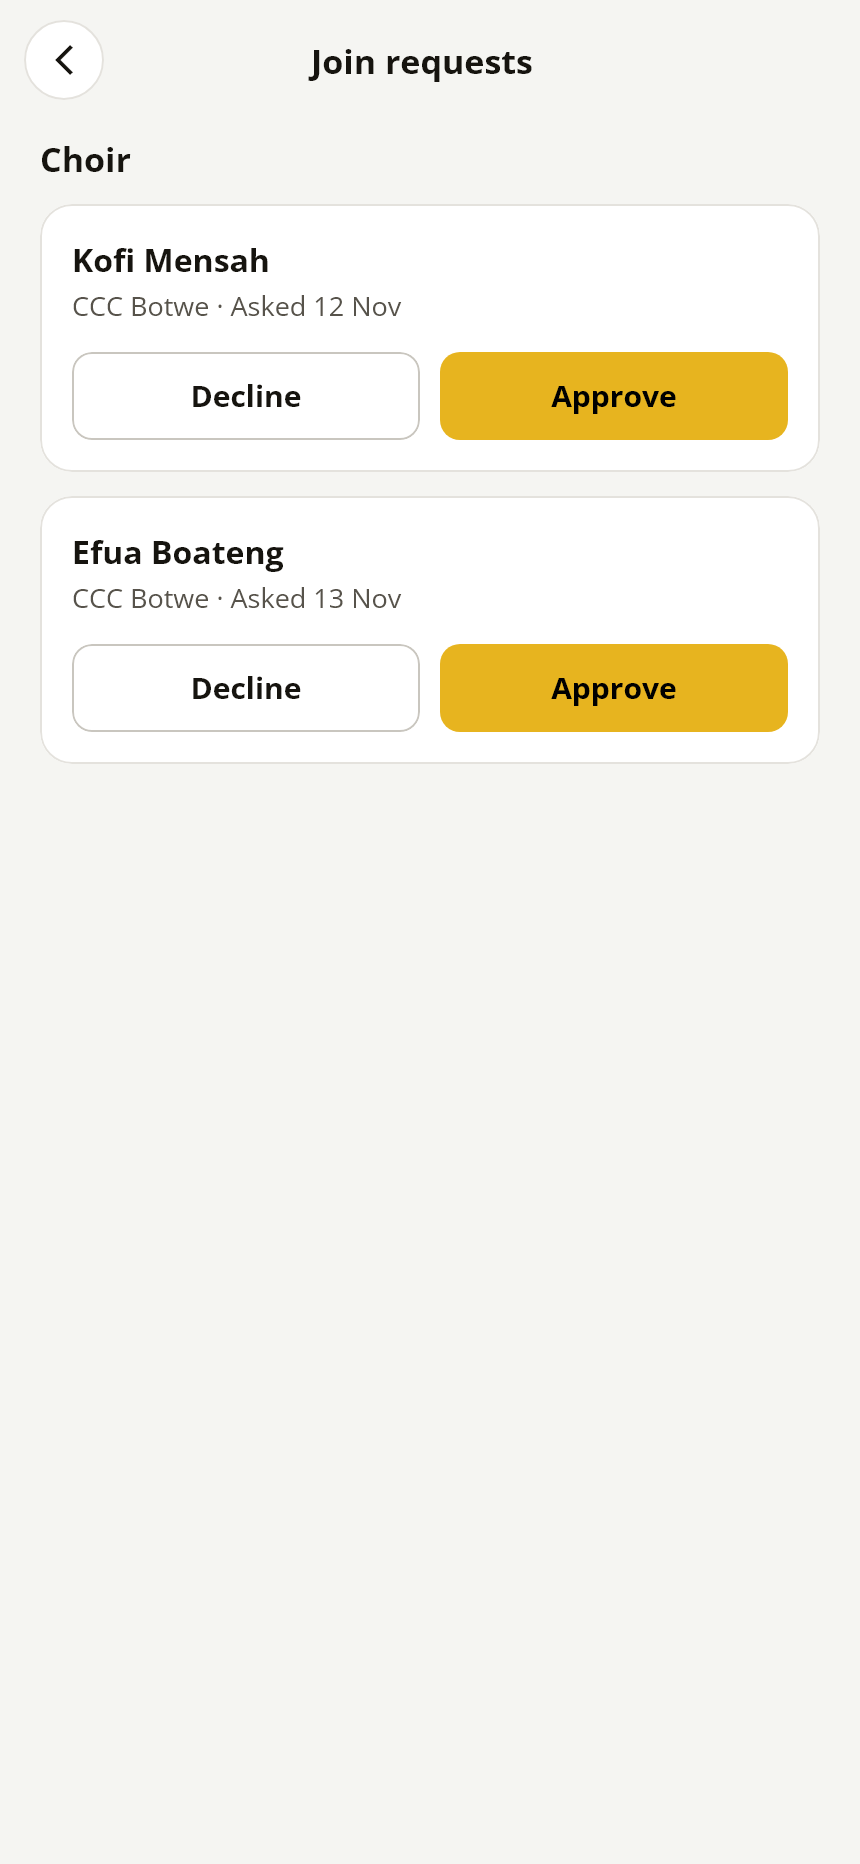 Join requests
Choir
Kofi Mensah
CCC Botwe · Asked 12 Nov
Decline
Approve
Efua Boateng
CCC Botwe · Asked 13 Nov
Decline
Approve